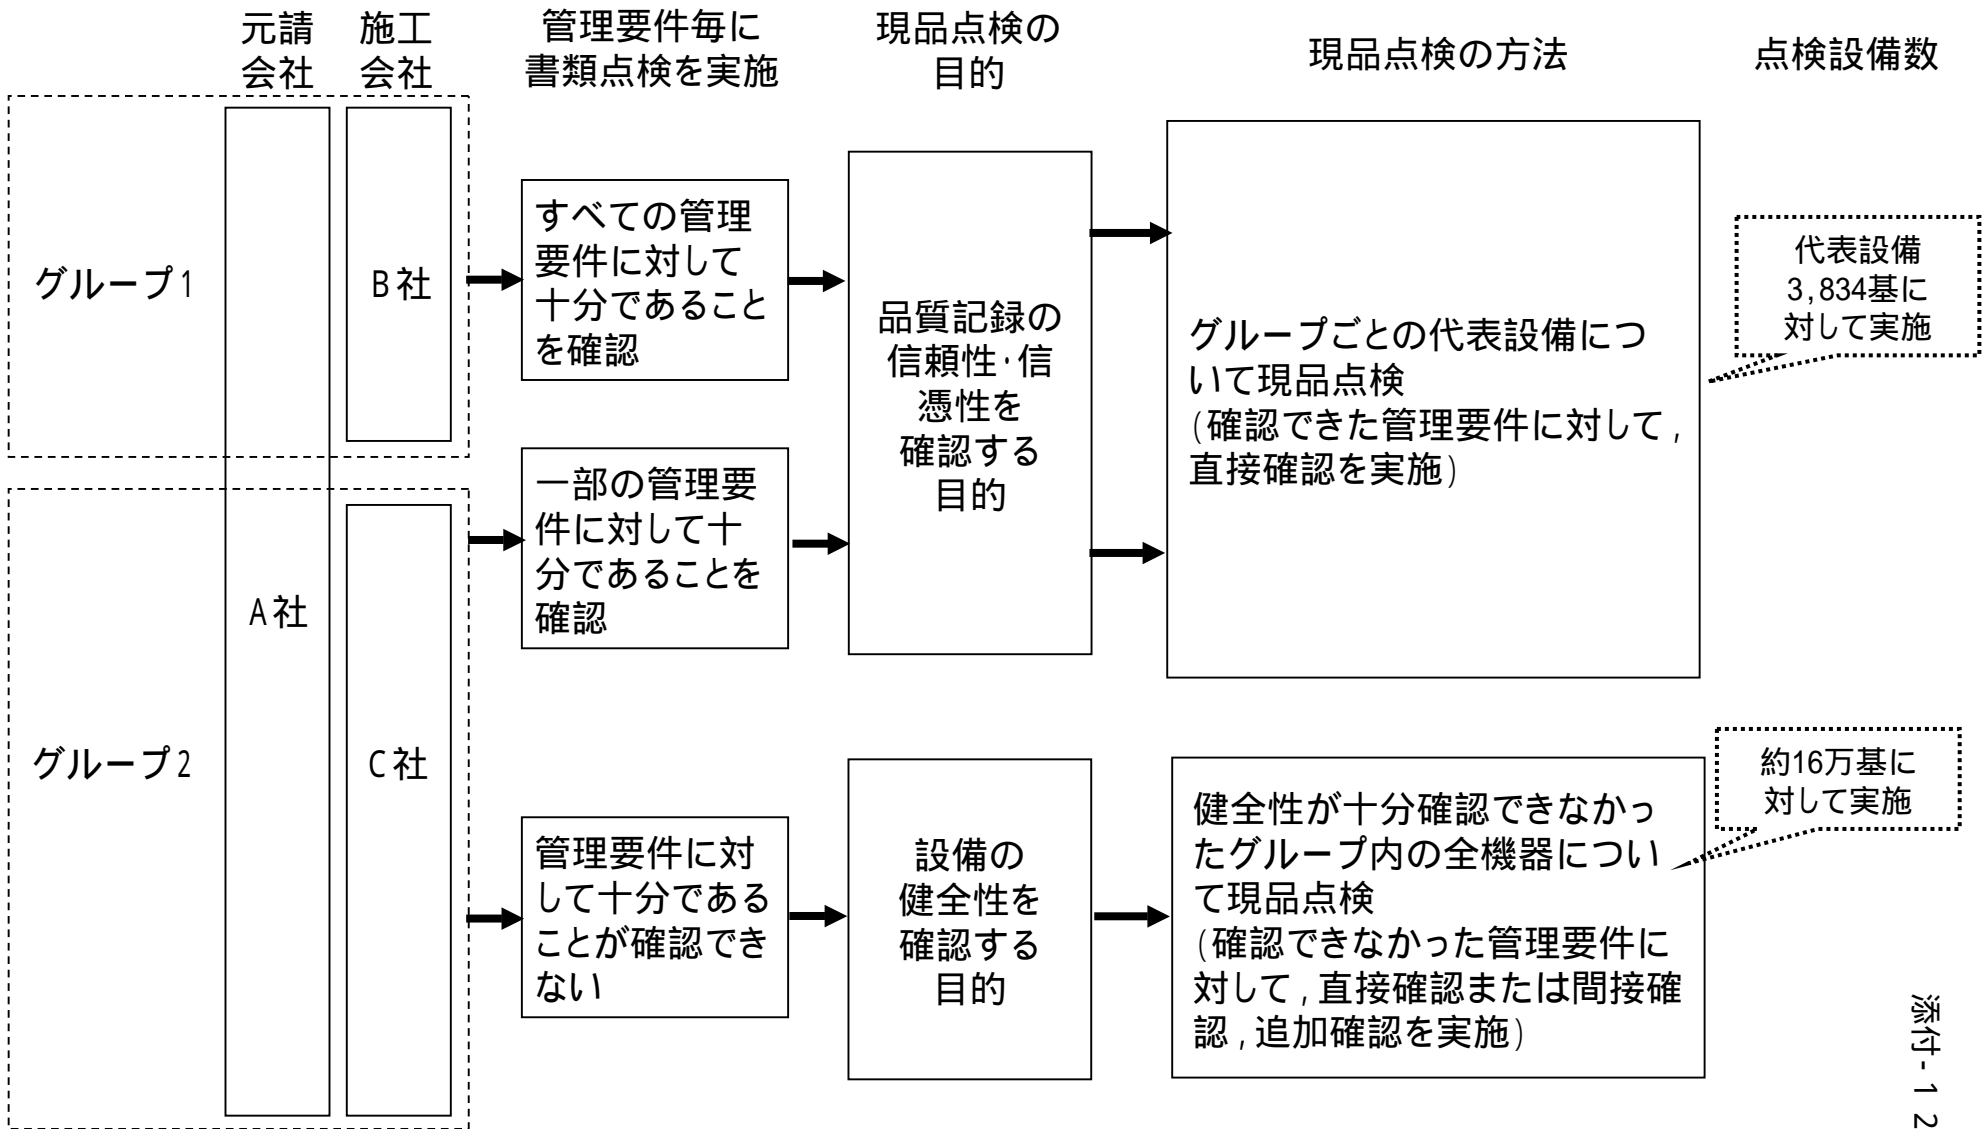 元請
会社
施工
会社
管理要件毎に
書類点検を実施
現品点検の
目的
現品点検の方法
点検設備数
グループ1
A社
B社
すべての管理
要件に対して
十分であること
を確認
品質記録の
信頼性・信
憑性を
確認する
目的
グループごとの代表設備につ
いて現品点検
(確認できた管理要件に対して,
直接確認を実施)
代表設備
3,834基に
対して実施
一部の管理要
件に対して十
分であることを
確認
グループ2
C社
管理要件に対
して十分である
ことが確認でき
ない
設備の
健全性を
確認する
目的
健全性が十分確認できなかっ
たグループ内の全機器につい
て現品点検
(確認できなかった管理要件に
対して,直接確認または間接確
認,追加確認を実施)
約16万基に
対して実施
添付-12